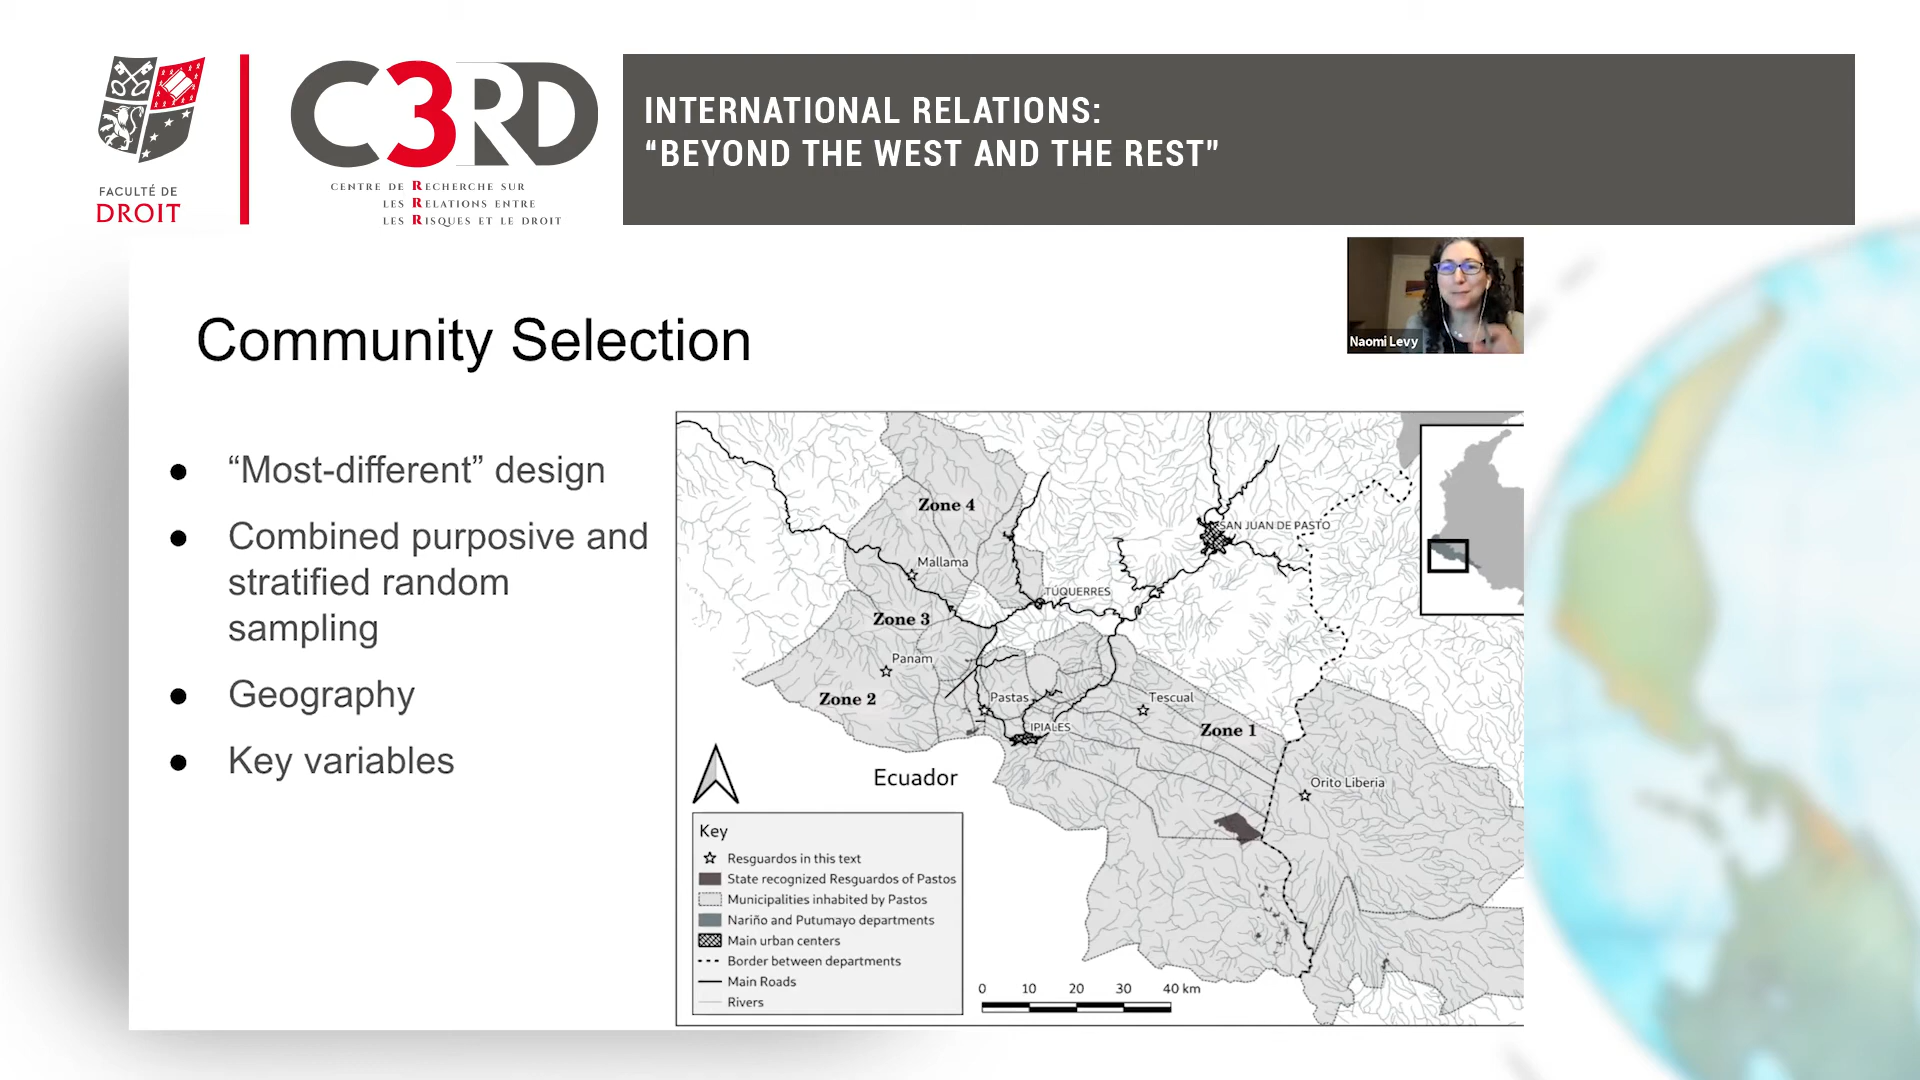 FACULTÉ DE
DROIT
C3RD
CENTRE DE RECHERCHE SUR
LES RELATIONS ENTRE
LES RISQUES ET LE DROIT
INTERNATIONAL RELATIONS:
“BEYOND THE WEST AND THE REST”
Naomi Levy
Community Selection
● “Most-different” design
● Combined purposive and
stratified random
sampling
● Geography
● Key variables
Zone 4
SAN JUAN DE PASTO
Mallama
TÚQUERRES
Zone 3
Panam
Zone 2
Pastas
Tescual
IPIALES
Zone 1
Ecuador
Orito Liberia
Key
Resguardos in this text
State recognized Resguardos of Pastos
Municipalities inhabited by Pastos
Nariño and Putumayo departments
Main urban centers
Border between departments
Main Roads
Rivers
0 10 20 30 40 km